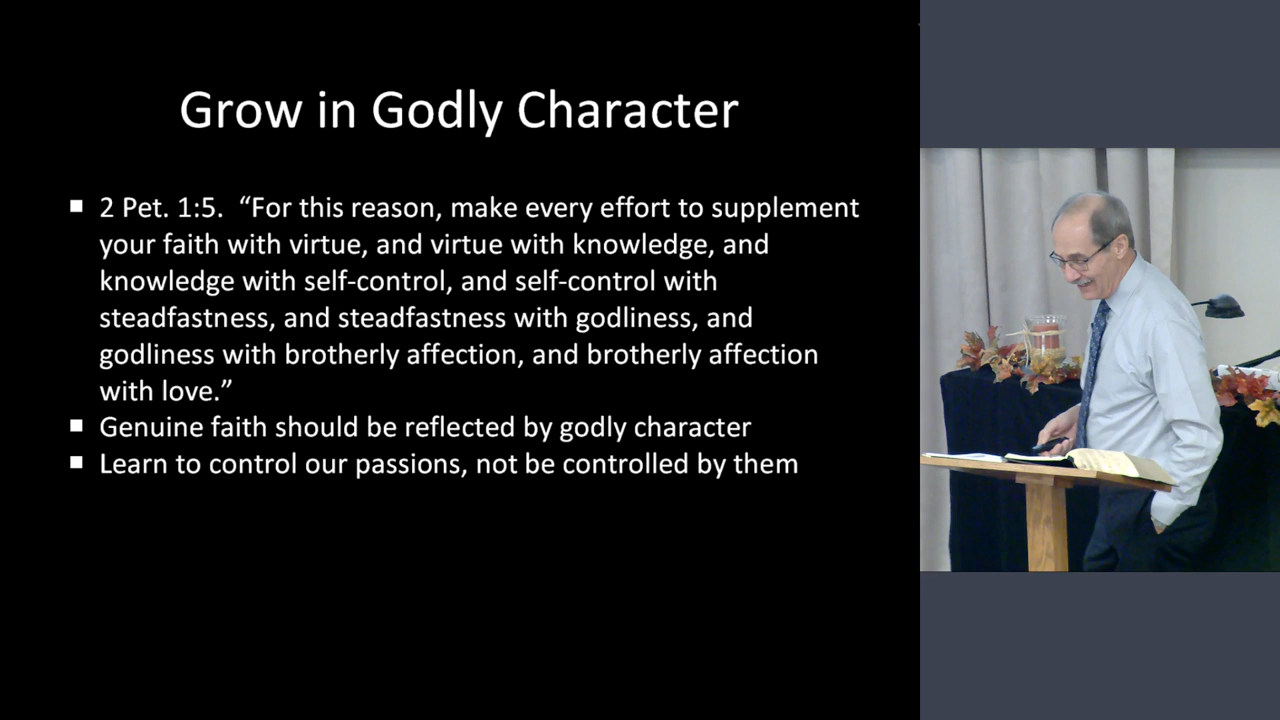 Grow in Godly Character
▪ 2 Pet. 1:5.  “For this reason, make every effort to supplement
your faith with virtue, and virtue with knowledge, and
knowledge with self-control, and self-control with
steadfastness, and steadfastness with godliness, and
godliness with brotherly affection, and brotherly affection
with love.”
▪ Genuine faith should be reflected by godly character
▪ Learn to control our passions, not be controlled by them